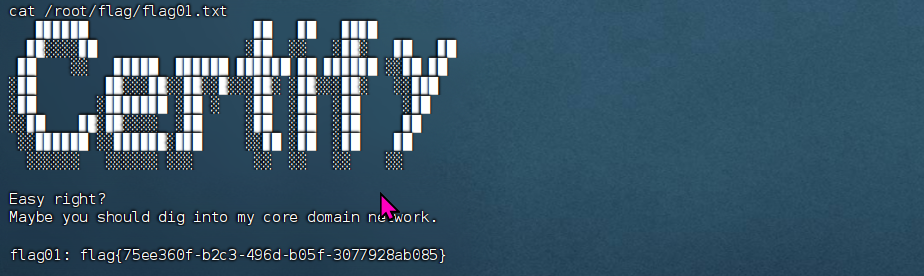 cat /root/flag/flag01.txt
Certify
Easy right?
Maybe you should dig into my core domain network.
flag01: flag{75ee360f-b2c3-496d-b05f-3077928ab085}